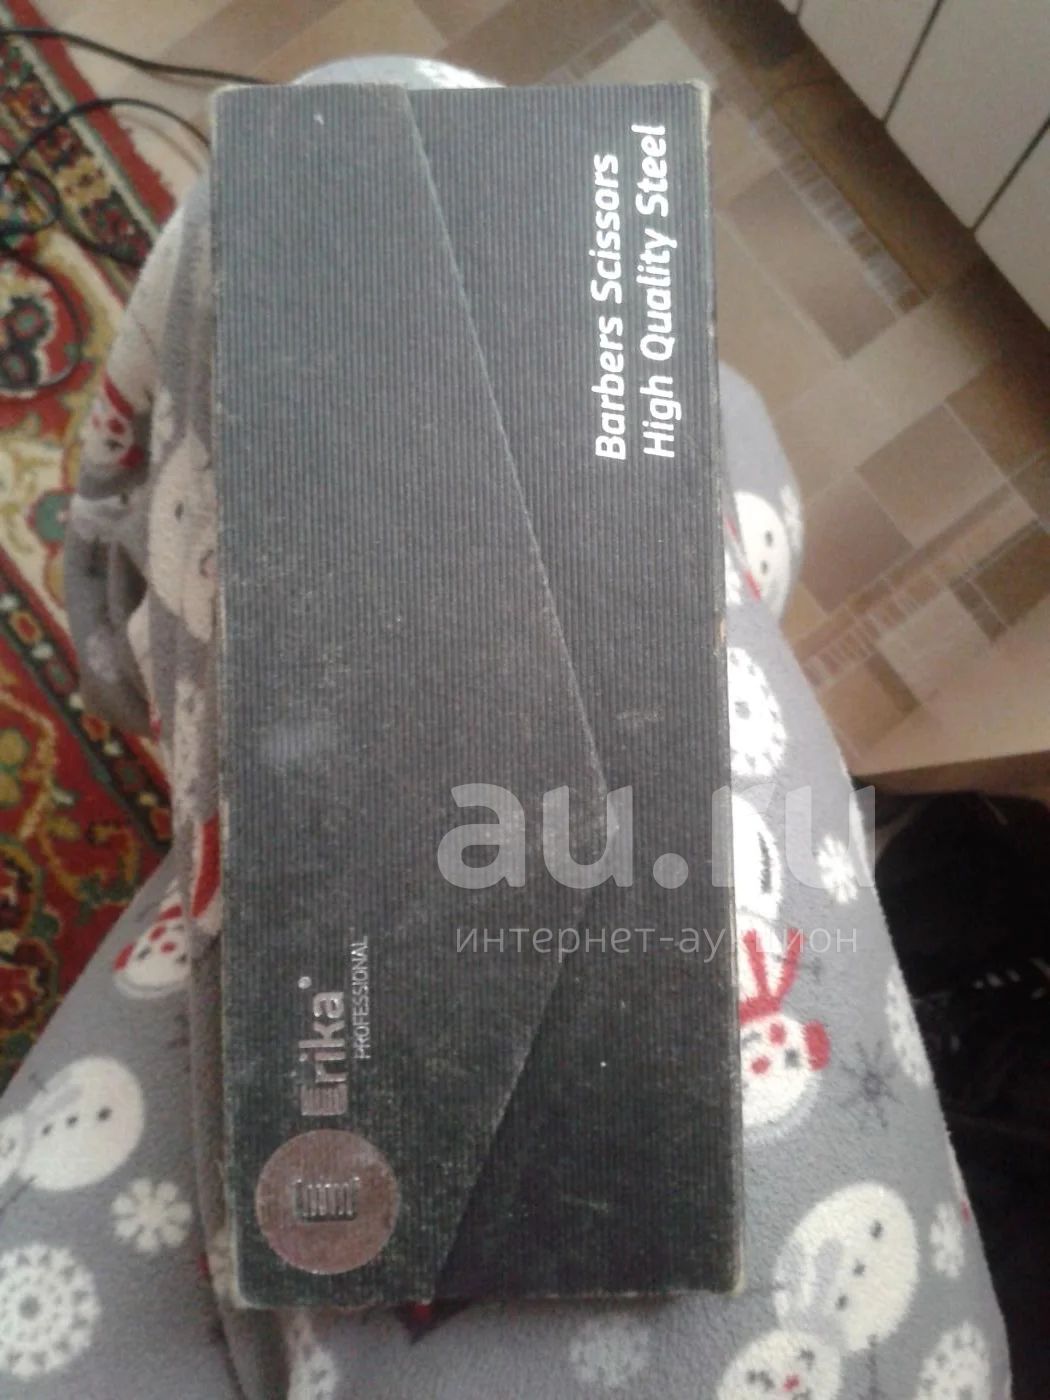 Barbers Scissors
High Quality Steel
Erika
PROFESSIONAL
au.ru
интернет-аукцион